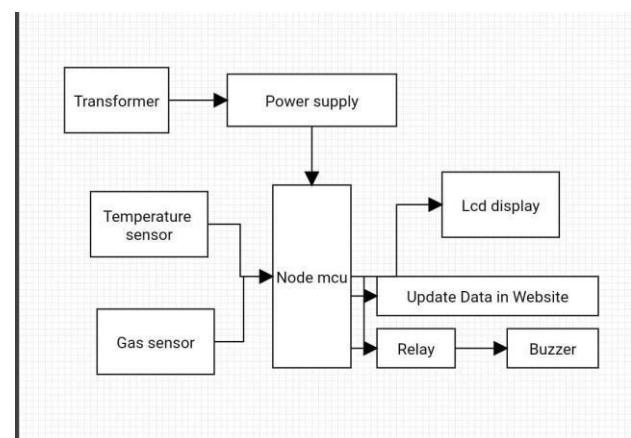 Transformer
Power supply
Temperature
sensor
Lcd display
Node mcu
Update Data in Website
Gas sensor
Relay
Buzzer